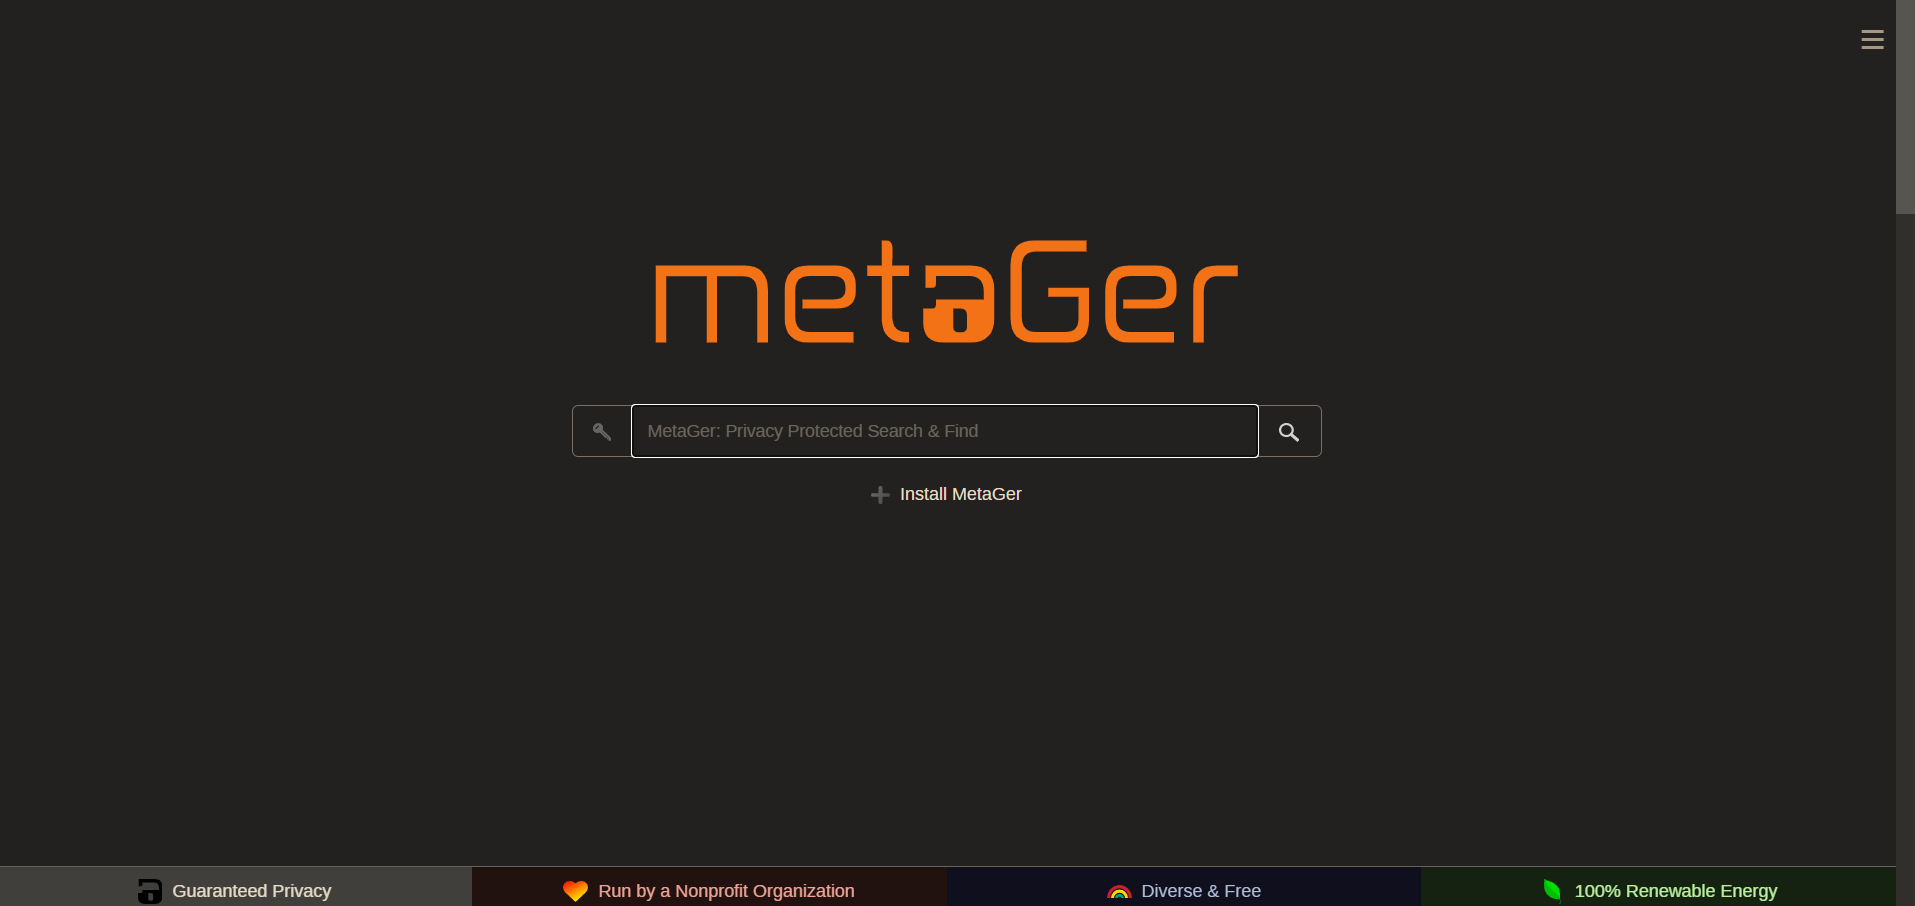 metaGer
MetaGer: Privacy Protected Search & Find
Install MetaGer
Guaranteed Privacy
Run by a Nonprofit Organization
Diverse & Free
100% Renewable Energy